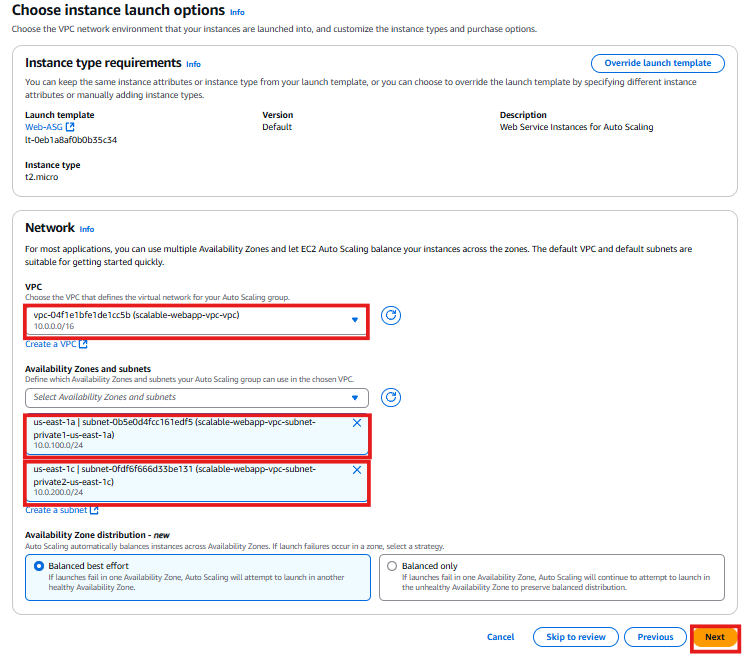 Choose instance launch options Info
Choose the VPC network environment that your instances are launched into, and customize the instance types and purchase options.
Instance type requirements Info
Override launch template
You can keep the same instance attributes or instance type from your launch template, or you can choose to override the launch template by specifying different instance
attributes or manually adding instance types.
Launch template
Version
Description
Web-ASG
Default
Web Service Instances for Auto Scaling
lt-0eb1a8af0b0b35c34
Instance type
t2.micro
Network Info
For most applications, you can use multiple Availability Zones and let EC2 Auto Scaling balance your instances across the zones. The default VPC and default subnets are
suitable for getting started quickly.
VPC
Choose the VPC that defines the virtual network for your Auto Scaling group.
vpc-04f1e1bfe1de1cc5b (scalable-webapp-vpc-vpc)
10.0.0.0/16
Create a VPC
Availability Zones and subnets
Define which Availability Zones and subnets your Auto Scaling group can use in the chosen VPC.
Select Availability Zones and subnets
us-east-1a | subnet-0b5e0d4fcc161edf5 (scalable-webapp-vpc-subnet-
private1-us-east-1a)
10.0.100.0/24
us-east-1c | subnet-0fdf6f666d33be131 (scalable-webapp-vpc-subnet-
private2-us-east-1c)
10.0.200.0/24
Create a subnet
Availability Zone distribution - new
Auto Scaling automatically balances instances across Availability Zones. If launch failures occur in a zone, select a strategy.
Balanced best effort
If launches fail in one Availability Zone, Auto Scaling will attempt to launch in another
healthy Availability Zone.
Balanced only
If launches fail in one Availability Zone, Auto Scaling will continue to attempt to launch in
the unhealthy Availability Zone to preserve balanced distribution.
Cancel
Skip to review
Previous
Next